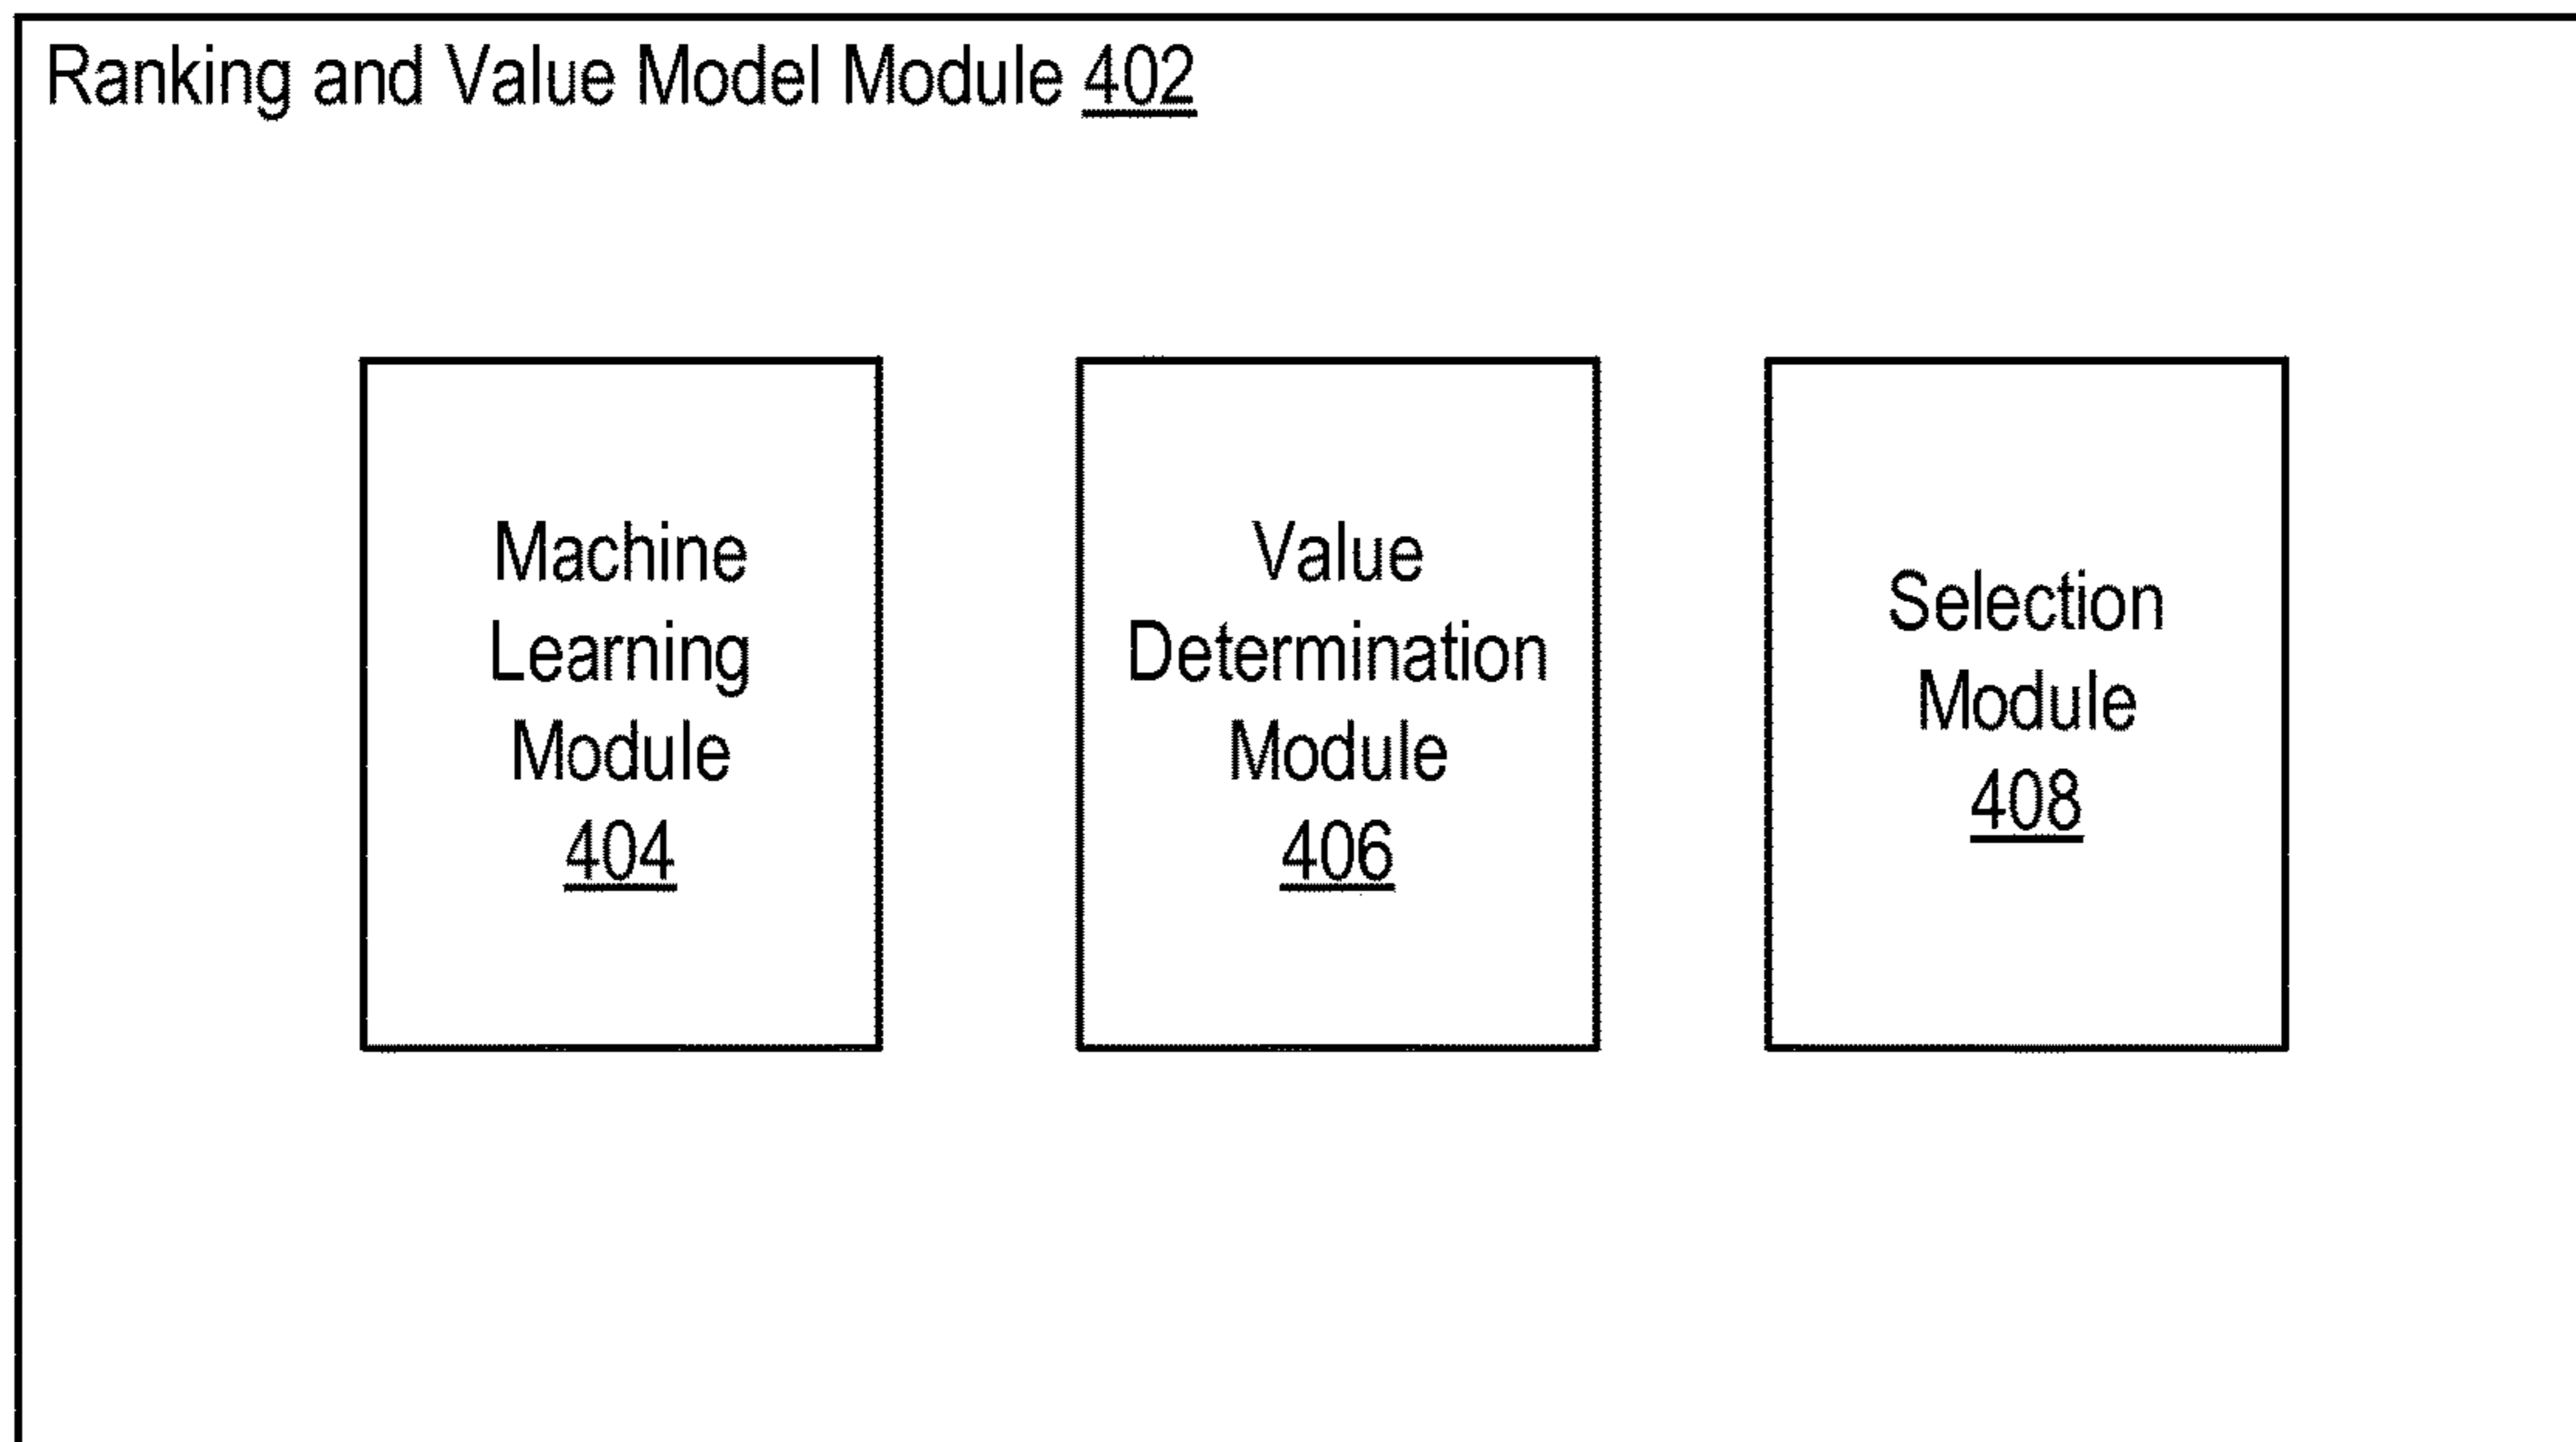 Ranking and Value Model Module 402
Machine
Learning
Module
404
Value
Determination
Module
406
Selection
Module
408